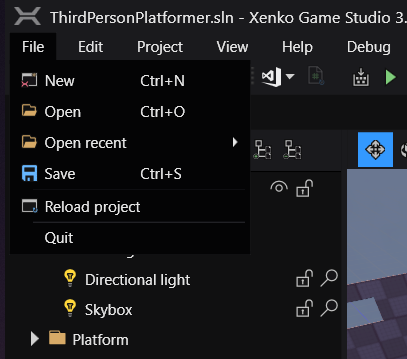 ThirdPersonPlatformer.sln - Xenko Game Studio 3.
File Edit Project View Help Debug
New Ctrl+N
Open Ctrl+O
Open recent
Save Ctrl+S
Reload project
Quit
Directional light
Skybox
Platform